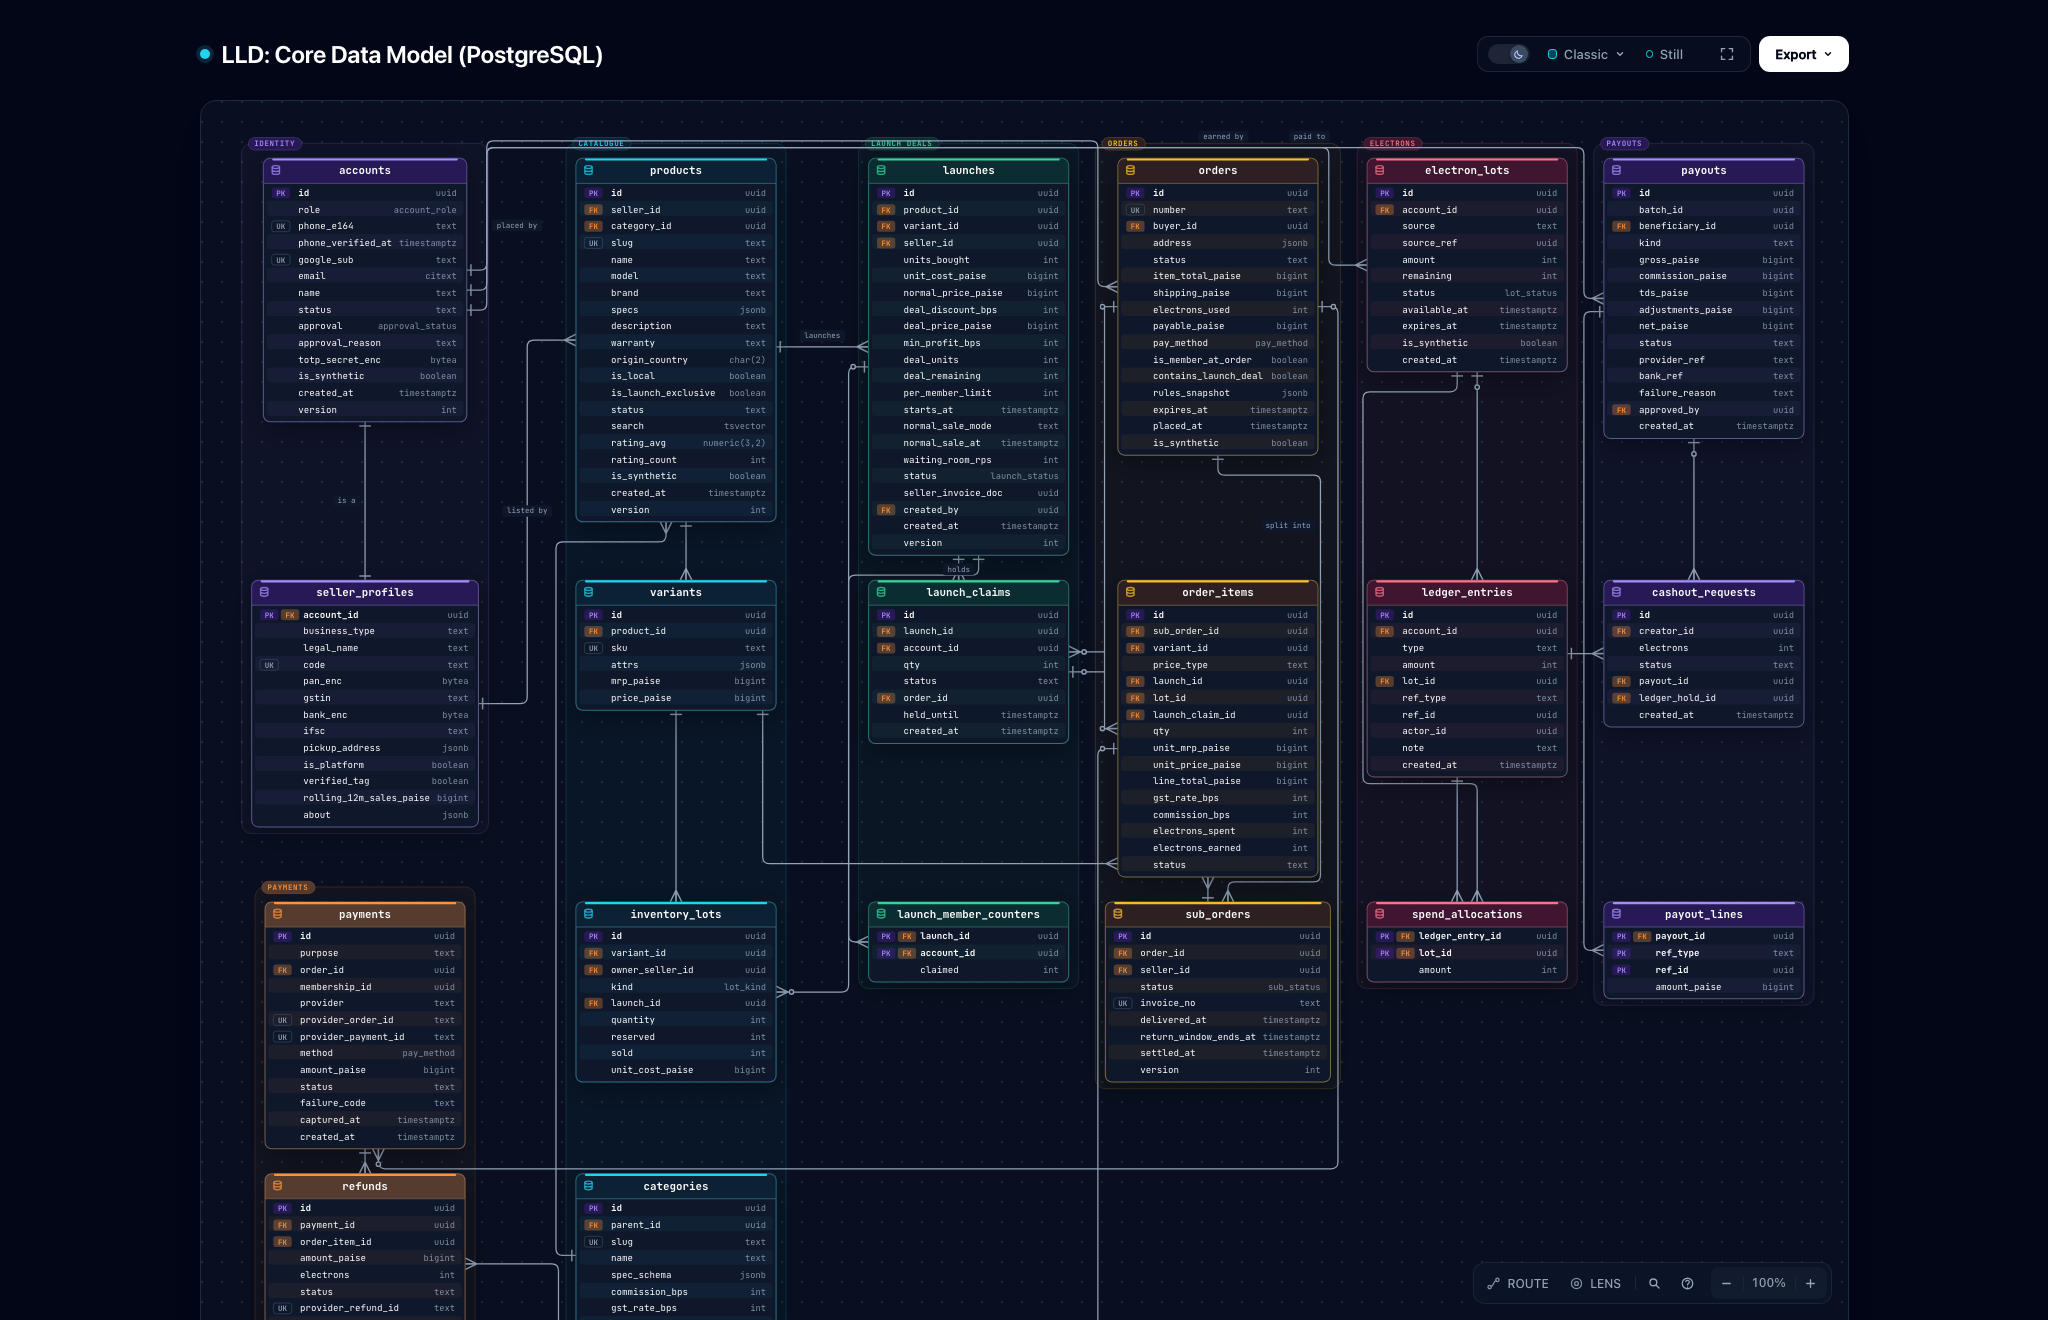 LLD: Core Data Model (PostgreSQL)
Classic
Still
Export
IDENTITY
accounts
PK id uuid
role account_role
UK phone_e164 text
phone_verified_at timestamptz
UK google_sub text
email citext
name text
status text
approval approval_status
approval_reason text
totp_secret_enc bytea
is_synthetic boolean
created_at timestamptz
version int
is a
seller_profiles
PK FK account_id uuid
business_type text
legal_name text
UK code text
pan_enc bytea
gstin text
bank_enc bytea
ifsc text
pickup_address jsonb
is_platform boolean
verified_tag boolean
rolling_12m_sales_paise bigint
about jsonb
PAYMENTS
payments
PK id uuid
purpose text
FK order_id uuid
membership_id uuid
provider text
UK provider_order_id text
UK provider_payment_id text
method pay_method
amount_paise bigint
status text
failure_code text
captured_at timestamptz
created_at timestamptz
refunds
PK id uuid
FK payment_id uuid
FK order_item_id uuid
amount_paise bigint
electrons int
status text
UK provider_refund_id text
placed by
listed by
CATALOGUE
products
PK id uuid
FK seller_id uuid
FK category_id uuid
UK slug text
name text
model text
brand text
specs jsonb
description text
warranty text
origin_country char(2)
is_local boolean
is_launch_exclusive boolean
status text
search tsvector
rating_avg numeric(3,2)
rating_count int
is_synthetic boolean
created_at timestamptz
version int
variants
PK id uuid
FK product_id uuid
UK sku text
attrs jsonb
mrp_paise bigint
price_paise bigint
inventory_lots
PK id uuid
FK variant_id uuid
FK owner_seller_id uuid
kind lot_kind
FK launch_id uuid
quantity int
reserved int
sold int
unit_cost_paise bigint
categories
PK id uuid
FK parent_id uuid
UK slug text
name text
spec_schema jsonb
commission_bps int
gst_rate_bps int
launches
LAUNCH DEALS
launches
PK id uuid
FK product_id uuid
FK variant_id uuid
FK seller_id uuid
units_bought int
unit_cost_paise bigint
normal_price_paise bigint
deal_discount_bps int
deal_price_paise bigint
min_profit_bps int
deal_units int
deal_remaining int
per_member_limit int
starts_at timestamptz
normal_sale_mode text
normal_sale_at timestamptz
waiting_room_rps int
status launch_status
seller_invoice_doc uuid
FK created_by uuid
created_at timestamptz
version int
holds
launch_claims
PK id uuid
FK launch_id uuid
FK account_id uuid
qty int
status text
FK order_id uuid
held_until timestamptz
created_at timestamptz
launch_member_counters
PK FK launch_id uuid
PK FK account_id uuid
claimed int
ORDERS
earned by
paid to
orders
PK id uuid
UK number text
FK buyer_id uuid
address jsonb
status text
item_total_paise bigint
shipping_paise bigint
electrons_used int
payable_paise bigint
pay_method pay_method
is_member_at_order boolean
contains_launch_deal boolean
rules_snapshot jsonb
expires_at timestamptz
placed_at timestamptz
is_synthetic boolean
split into
order_items
PK id uuid
FK sub_order_id uuid
FK variant_id uuid
price_type text
FK launch_id uuid
FK lot_id uuid
FK launch_claim_id uuid
qty int
unit_mrp_paise bigint
unit_price_paise bigint
line_total_paise bigint
gst_rate_bps int
commission_bps int
electrons_spent int
electrons_earned int
status text
sub_orders
PK id uuid
FK order_id uuid
FK seller_id uuid
status sub_status
UK invoice_no text
delivered_at timestamptz
return_window_ends_at timestamptz
settled_at timestamptz
version int
ELECTRONS
electron_lots
PK id uuid
FK account_id uuid
source text
source_ref uuid
amount int
remaining int
status lot_status
available_at timestamptz
expires_at timestamptz
is_synthetic boolean
created_at timestamptz
ledger_entries
PK id uuid
FK account_id uuid
type text
amount int
FK lot_id uuid
ref_type text
ref_id uuid
actor_id uuid
note text
created_at timestamptz
spend_allocations
PK FK ledger_entry_id uuid
PK FK lot_id uuid
amount int
PAYOUTS
payouts
PK id uuid
batch_id uuid
FK beneficiary_id uuid
kind text
gross_paise bigint
commission_paise bigint
tds_paise bigint
adjustments_paise bigint
net_paise bigint
status text
provider_ref text
bank_ref text
failure_reason text
FK approved_by uuid
created_at timestamptz
cashout_requests
PK id uuid
FK creator_id uuid
electrons int
status text
FK payout_id uuid
FK ledger_hold_id uuid
created_at timestamptz
payout_lines
PK FK payout_id uuid
PK ref_type text
PK ref_id uuid
amount_paise bigint
ROUTE
LENS
100%